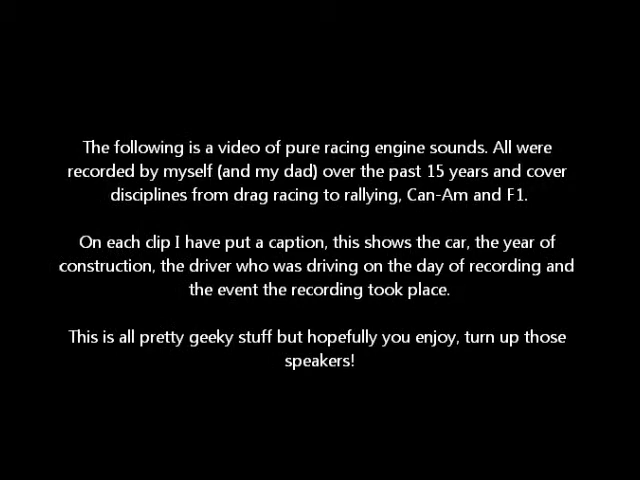 The following is a video of pure racing engine sounds. All were
recorded by myself (and my dad) over the past 15 years and cover
disciplines from drag racing to rallying, Can-Am and F1.
On each clip I have put a caption, this shows the car, the year of
construction, the driver who was driving on the day of recording and
the event the recording took place.
This is all pretty geeky stuff but hopefully you enjoy, turn up those
speakers!